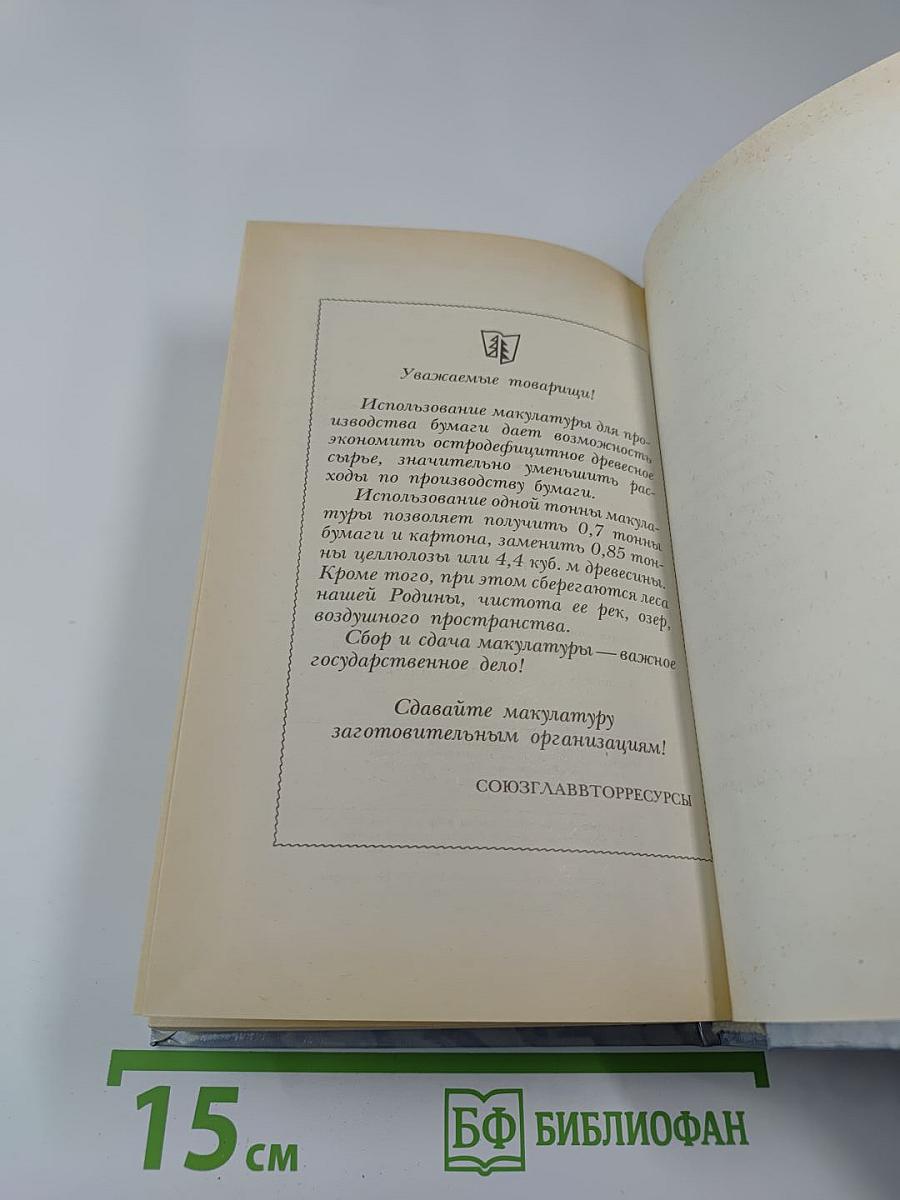 Уважаемые товарищи!
Использование макулатуры для про-
изводства бумаги дает возможность
экономить остродефицитное древесное
сырье, значительно уменьшить рас-
ходы по производству бумаги.
Использование одной тонны макула-
туры позволяет получить 0,7 тонны
бумаги и картона, заменить 0,85 тон-
ны целлюлозы или 4,4 куб. м древесины.
Кроме того, при этом сберегаются леса
нашей Родины, чистота ее рек, озер,
воздушного пространства.
Сбор и сдача макулатуры — важное
государственное дело!
Сдавайте макулатуру
заготовительным организациям!
СОЮЗГЛАВВТОРРЕСУРСЫ
15 см
БФ БИБЛИОФАН